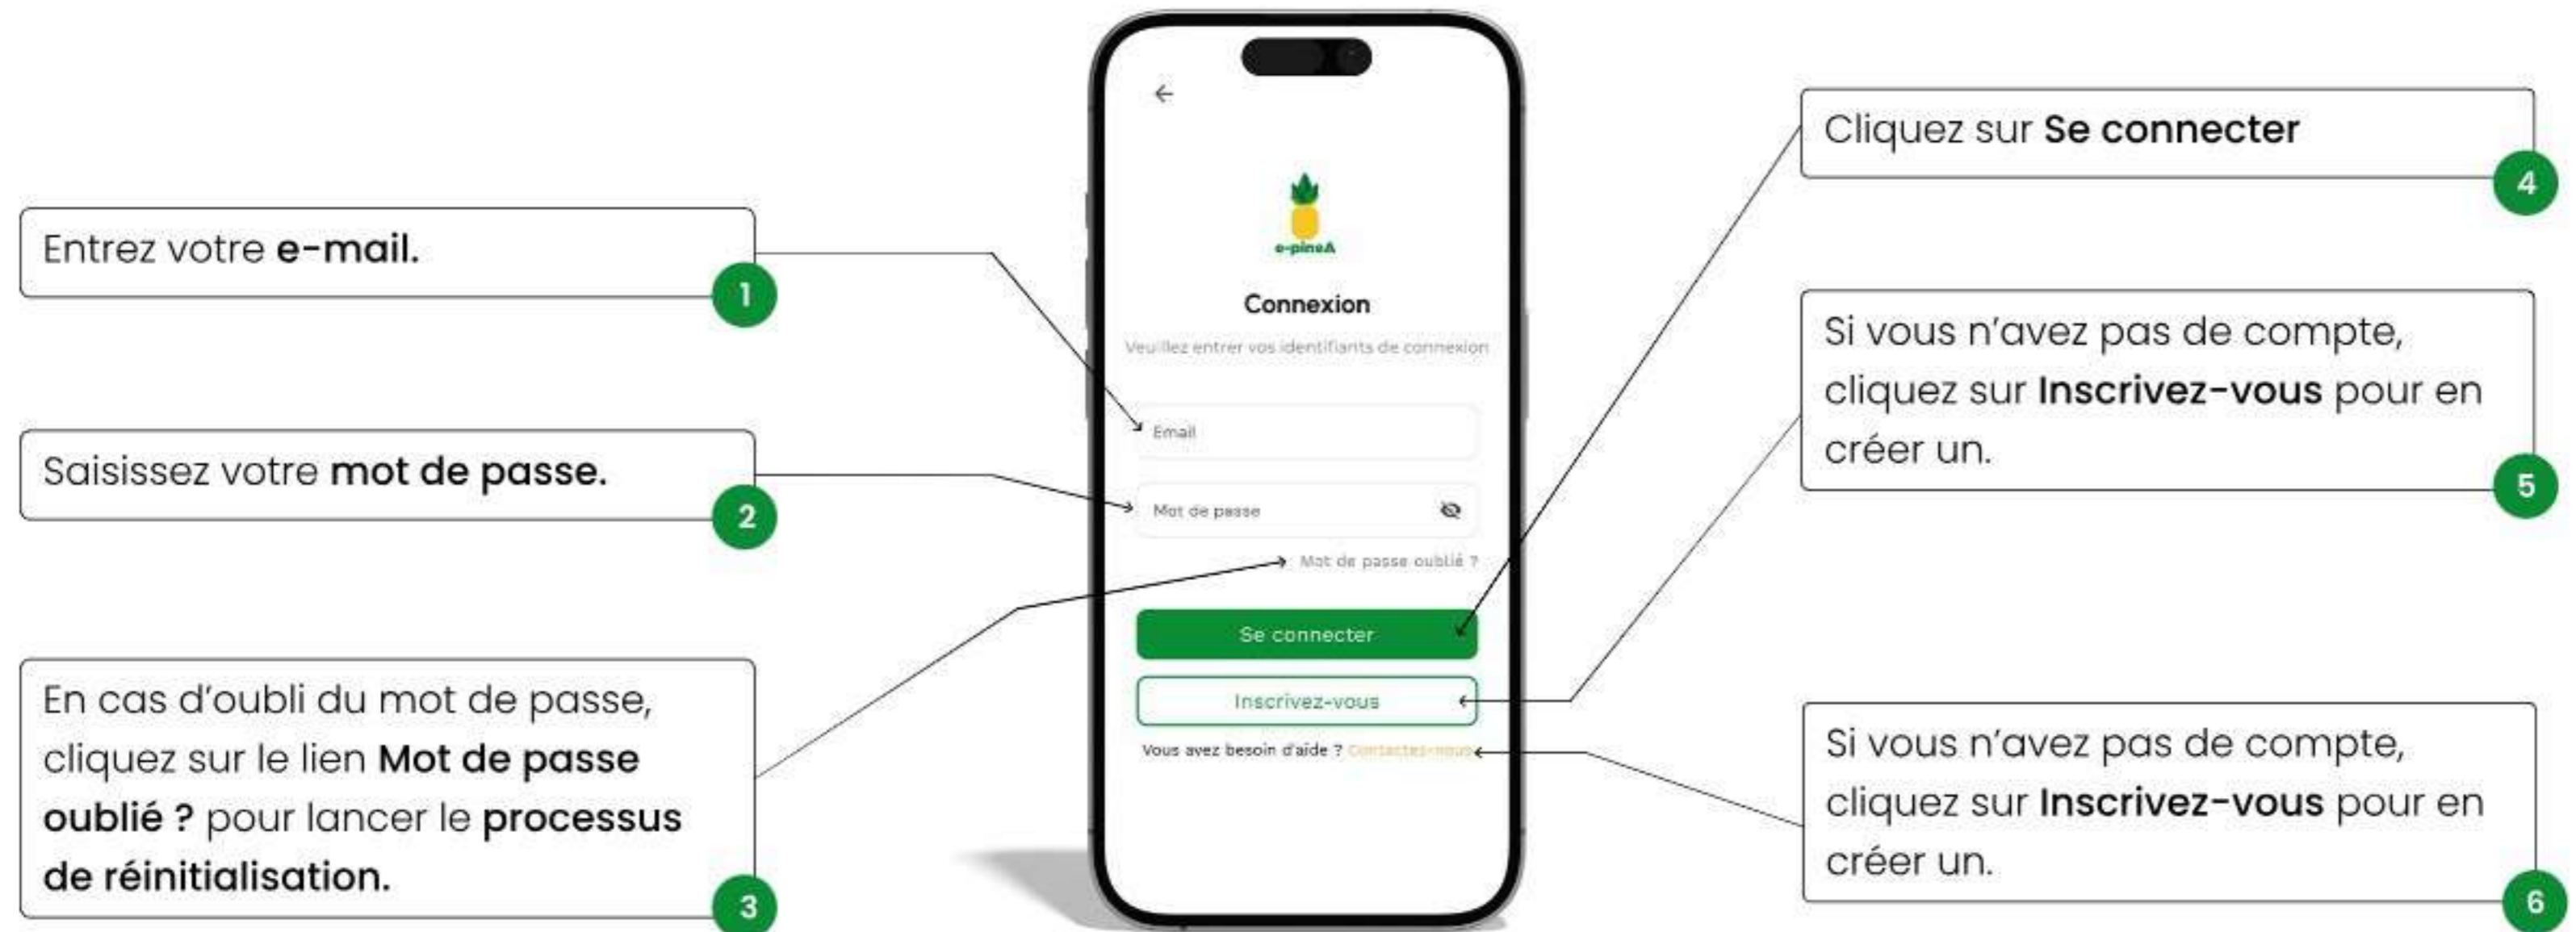 Entrez votre e-mail.
1
Saisissez votre mot de passe.
2
En cas d'oubli du mot de passe,
cliquez sur le lien Mot de passe
oublié ? pour lancer le processus
de réinitialisation.
3
e-pineA
Connexion
Veuillez entrer vos identifiants de connexion
Email
Mot de passe
Mot de passe oublié ?
Se connecter
Inscrivez-vous
Vous avez besoin d'aide ? Contactez-nous
Cliquez sur Se connecter
4
Si vous n'avez pas de compte,
cliquez sur Inscrivez-vous pour en
créer un.
5
Si vous n'avez pas de compte,
cliquez sur Inscrivez-vous pour en
créer un.
6